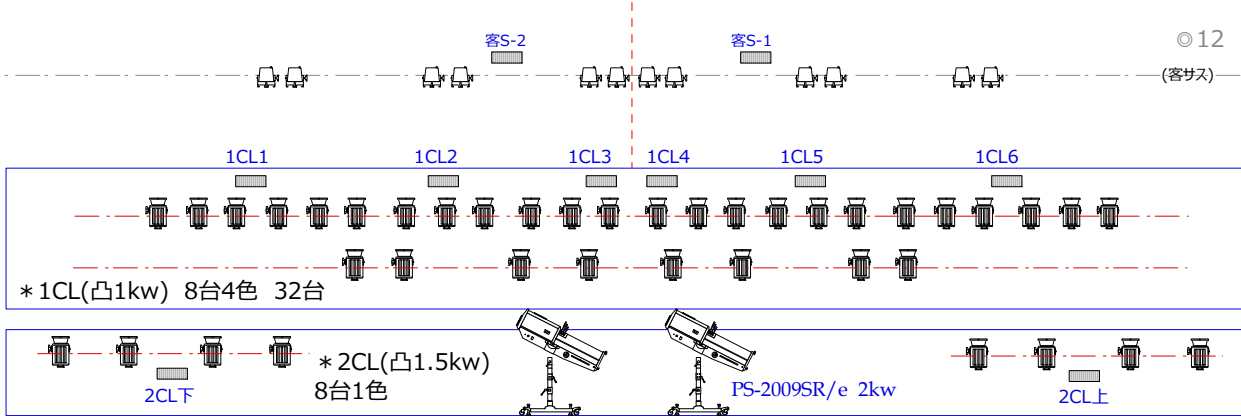 客S-2
客S-1
◎12
(客サス)
1CL1
1CL2
1CL3
1CL4
1CL5
1CL6
＊1CL(凸1kw) 8台4色 32台
＊2CL(凸1.5kw)
8台1色
2CL下
PS-2009SR/e 2kw
2CL上